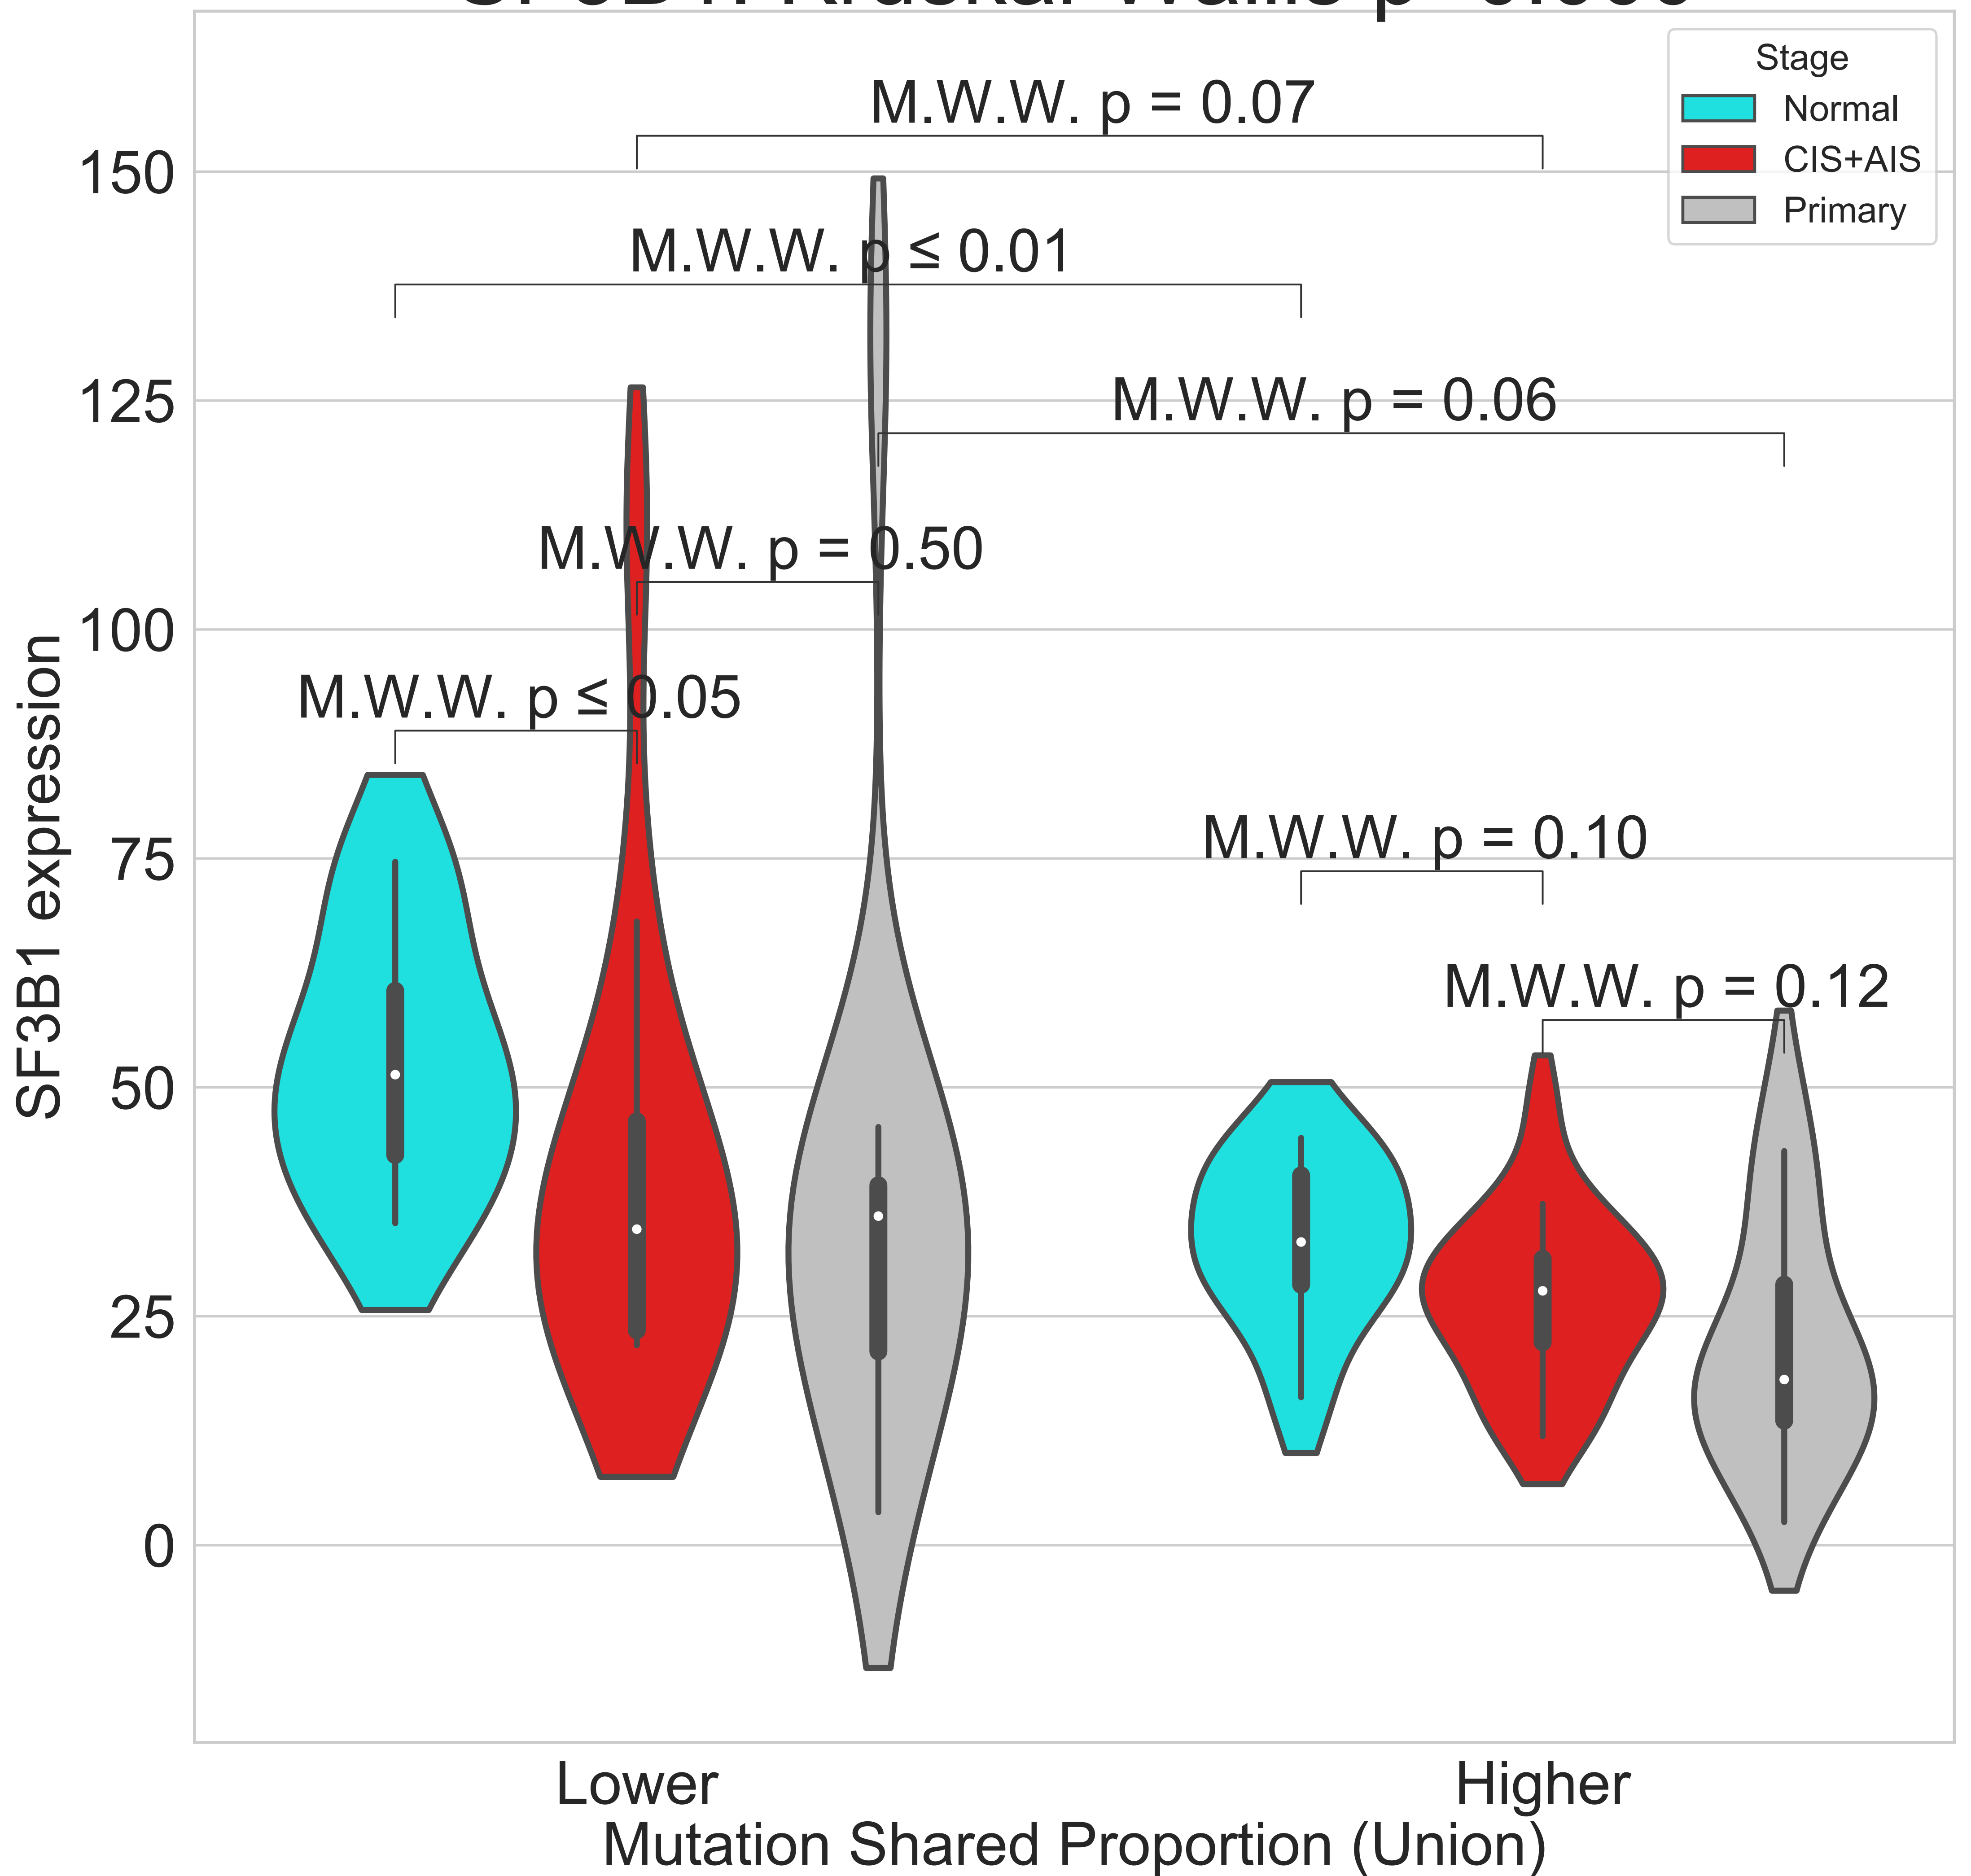 Stage
Normal
CIS+AIS
Primary
M.W.W. p = 0.07
M.W.W. p ≤ 0.01
M.W.W. p = 0.06
M.W.W. p = 0.50
M.W.W. p ≤ 0.05
M.W.W. p = 0.10
M.W.W. p = 0.12
150
125
100
75
50
25
0
SF3B1 expression
Lower
Higher
Mutation Shared Proportion (Union)